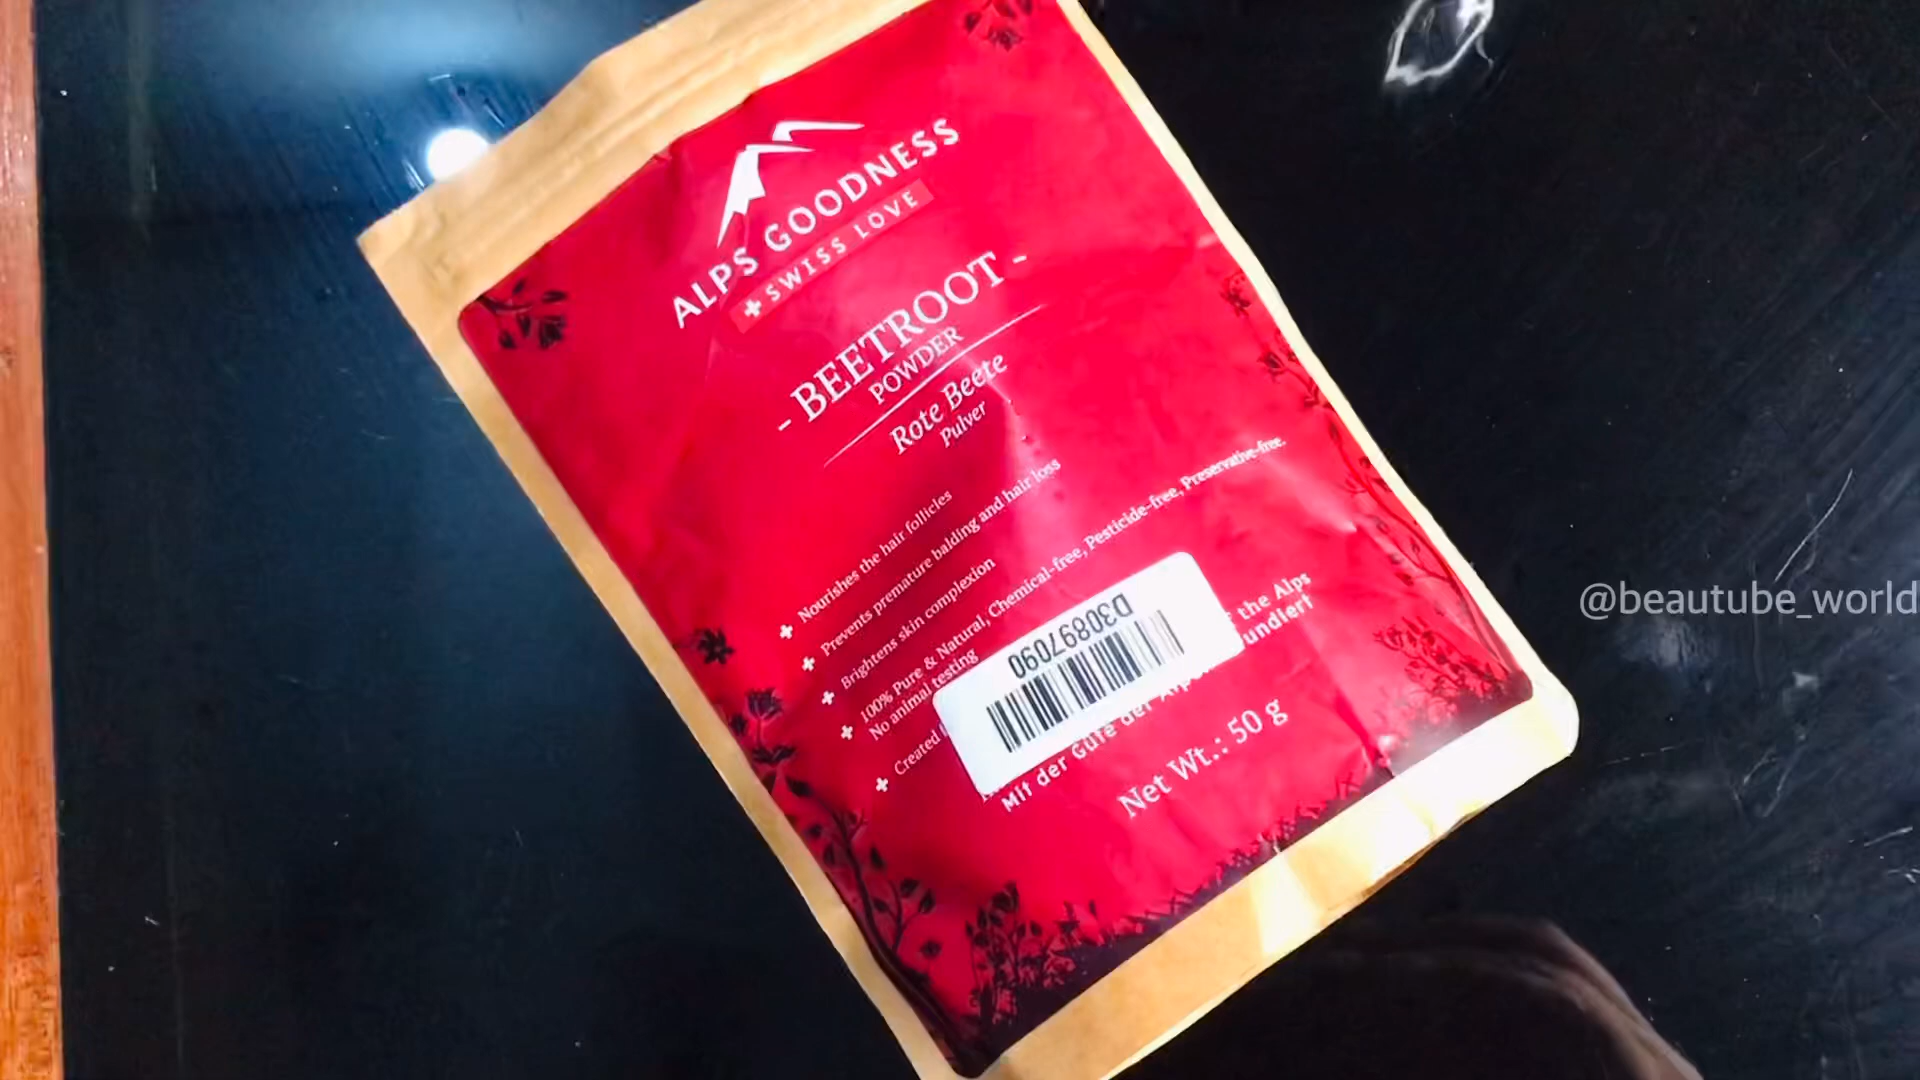 ALPS GOODNESS
SWISS LOVE
- BEETROOT -
POWDER
Rote Beete
Pulver
Nourishes the hair follicles
Prevents premature balding and hair loss
Brightens skin complexion
100% Pure & Natural, Chemical-free, Pesticide-free, Preservative-free.
No animal testing
Created
the Alps
Mit der Güte der
D30897090
Net Wt.: 50 g
@beautube_world